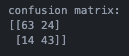 confusion matrix:
[[63 24]
 [14 43]]